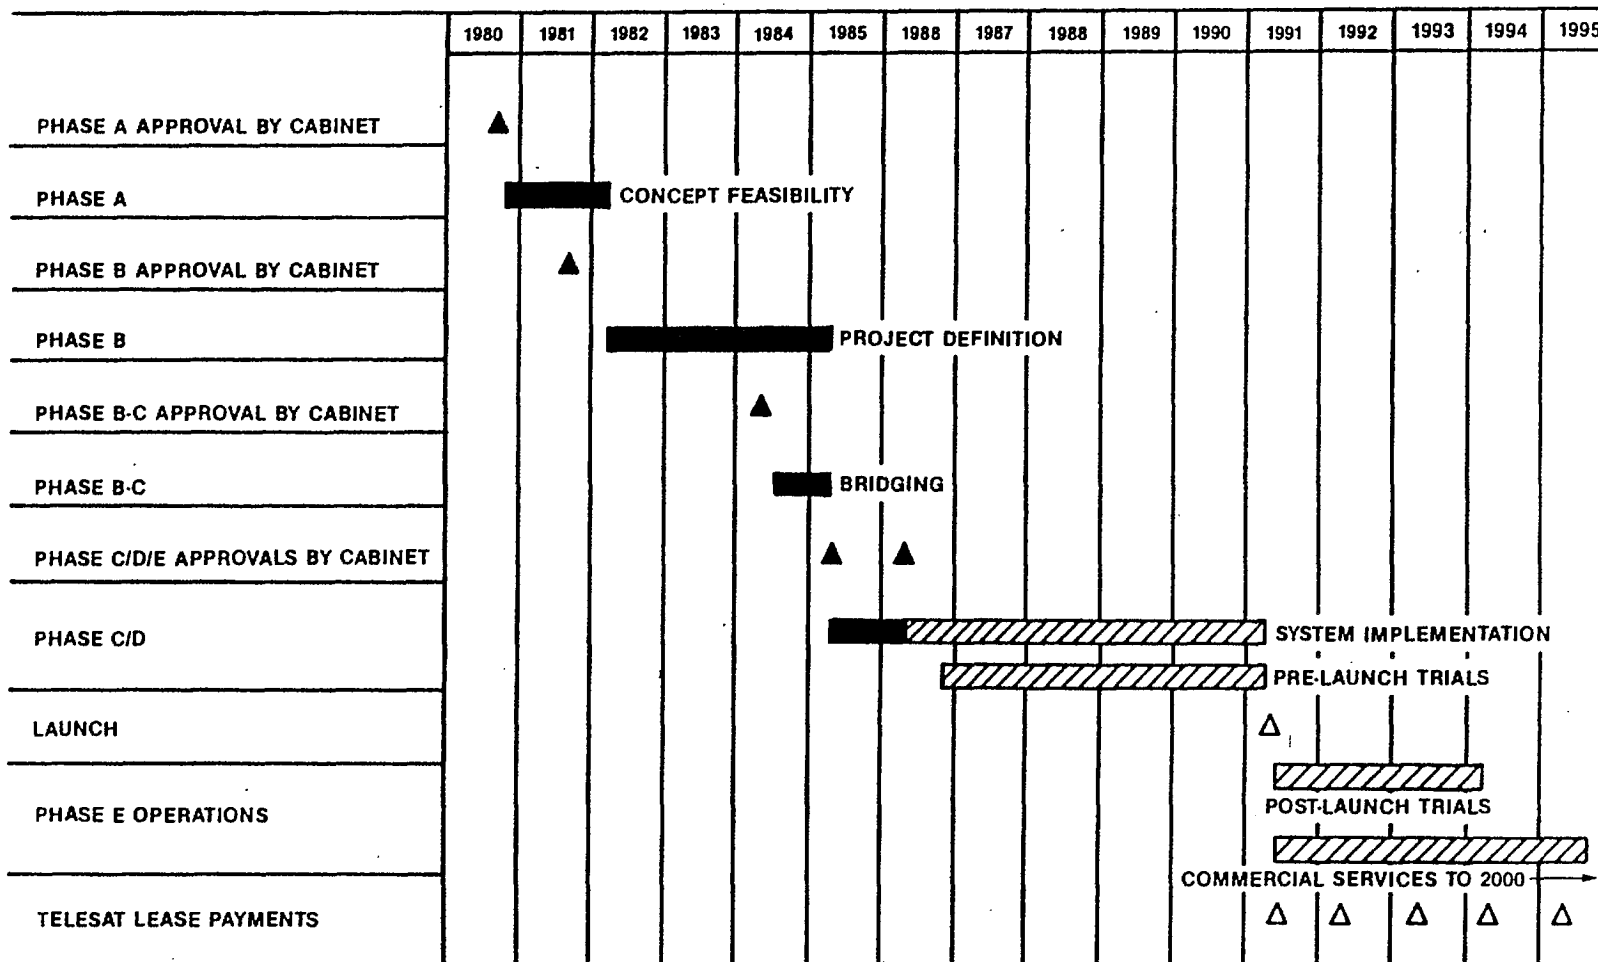 1980 1981 1982 1983 1984 1985 1986 1987 1988 1989 1990 1991 1992 1993 1994 1995
PHASE A APPROVAL BY CABINET
PHASE A CONCEPT FEASIBILITY
PHASE B APPROVAL BY CABINET
PHASE B PROJECT DEFINITION
PHASE B-C APPROVAL BY CABINET
PHASE B-C BRIDGING
PHASE C/D/E APPROVALS BY CABINET
PHASE C/D SYSTEM IMPLEMENTATION
PRE-LAUNCH TRIALS
LAUNCH
POST-LAUNCH TRIALS
PHASE E OPERATIONS
COMMERCIAL SERVICES TO 2000
TELESAT LEASE PAYMENTS